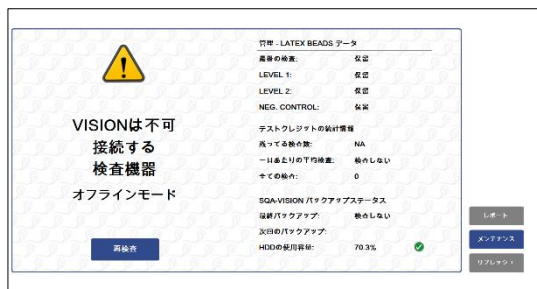 VISIONは不可
接続する
検査機器
オフラインモード
再検査
管理 - LATEX BEADS データ
最番の検査: 保留
LEVEL 1: 保留
LEVEL 2: 保留
NEG. CONTROL: 保留
テストクレジットの統計情報
残ってる検査数: NA
一日あたりの平均検査: 検査しない
全ての検査: 0
SQA-VISION バックアップステータス
最終バックアップ: 検査しない
次回のバックアップ:
HDDの使用容量: 70.3%
レポート
メンテナンス
リフレッシュ